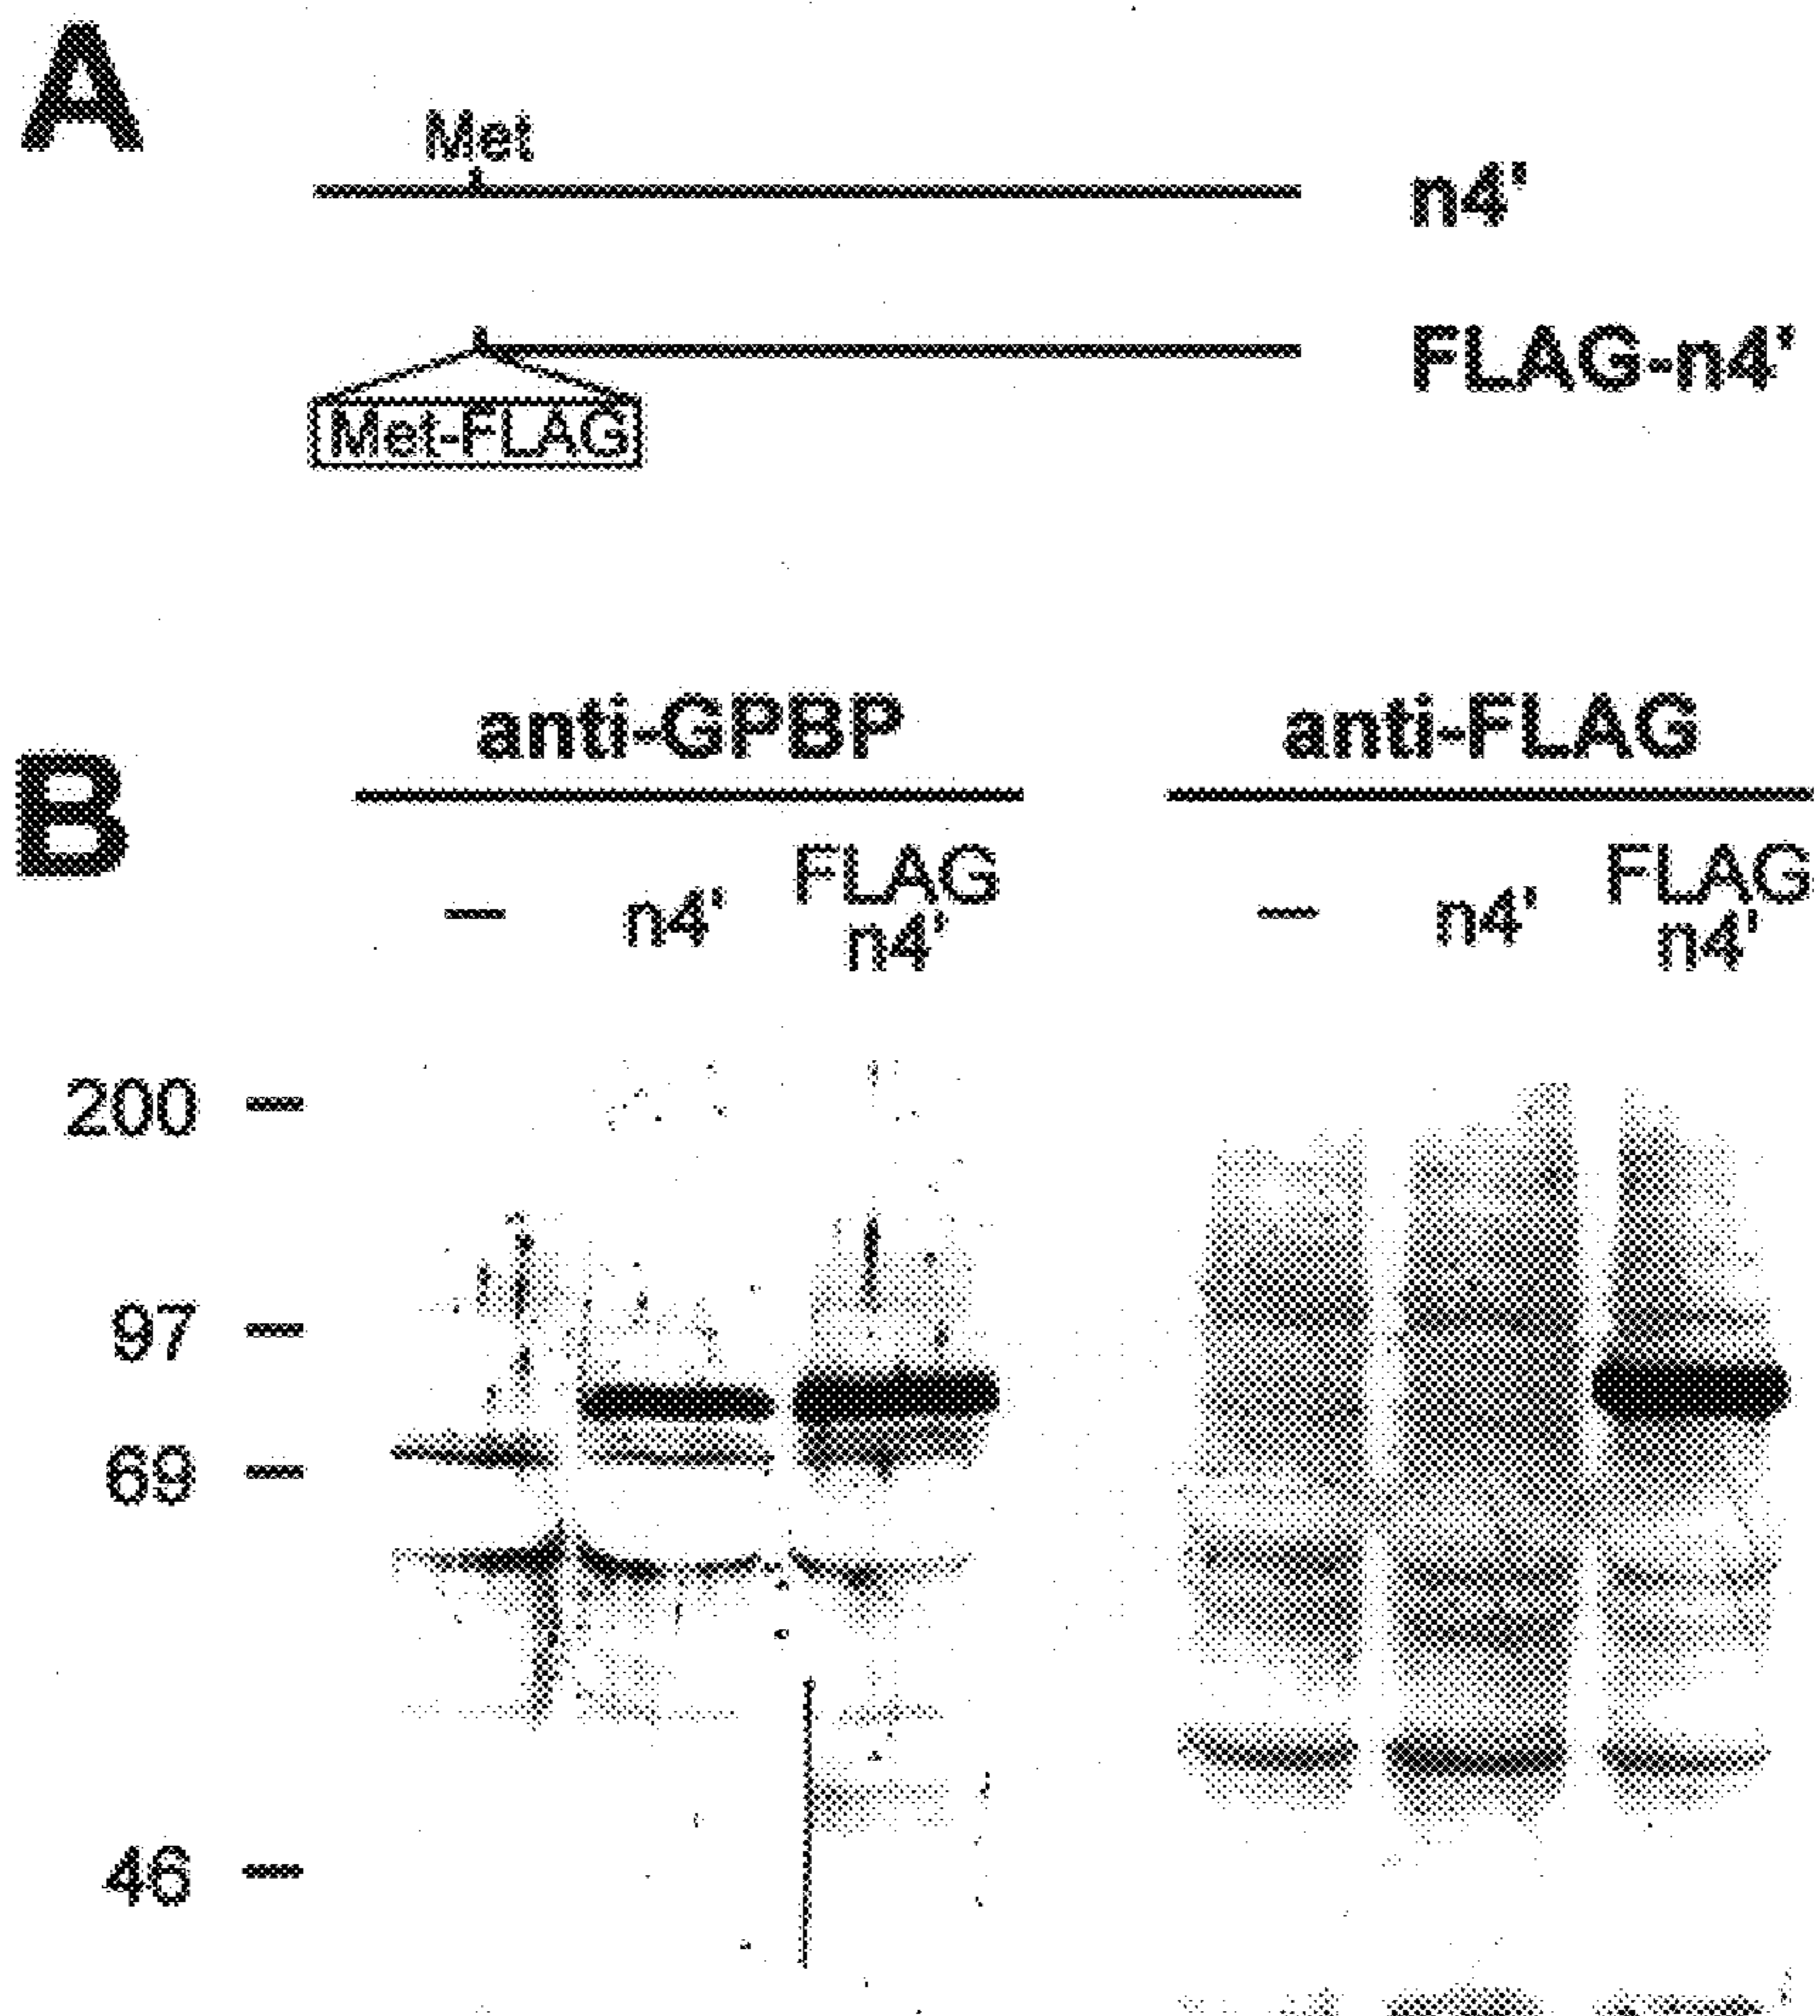 A
Met
n4'
FLAG-n4'
Met-FLAG
B
anti-GPBP anti-FLAG
– n4' FLAG n4' – n4' FLAG n4'
200 –
97 –
69 –
46 –